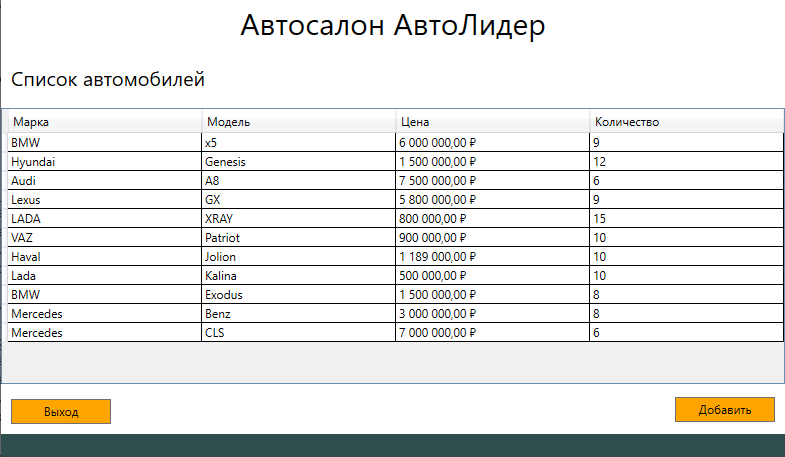 Автосалон АвтоЛидер
Список автомобилей
Марка Модель Цена Количество
BMW x5 6 000 000,00 ₽ 9
Hyundai Genesis 1 500 000,00 ₽ 12
Audi A8 7 500 000,00 ₽ 6
Lexus GX 5 800 000,00 ₽ 9
LADA XRAY 800 000,00 ₽ 15
VAZ Patriot 900 000,00 ₽ 10
Haval Jolion 1 189 000,00 ₽ 10
Lada Kalina 500 000,00 ₽ 10
BMW Exodus 1 500 000,00 ₽ 8
Mercedes Benz 3 000 000,00 ₽ 8
Mercedes CLS 7 000 000,00 ₽ 6
Выход Добавить